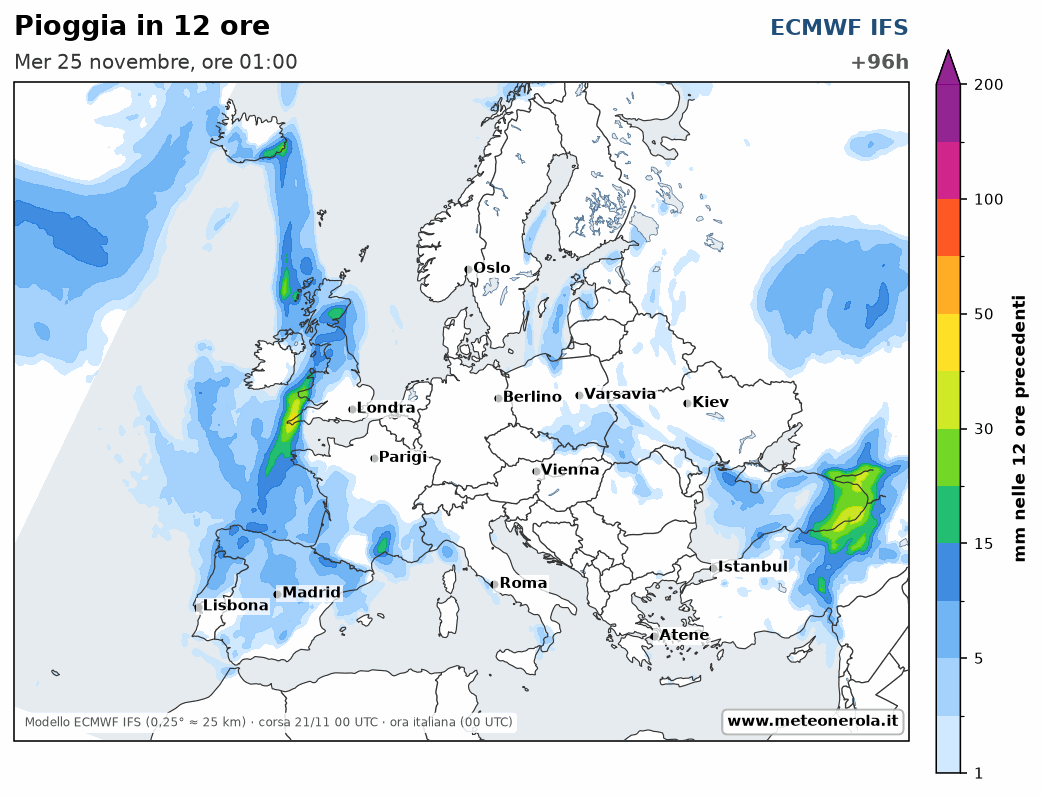 Pioggia in 12 ore
ECMWF IFS
Mer 25 novembre, ore 01:00
+96h
200
100
50
30
15
5
1
mm nelle 12 ore precedenti
Oslo
Berlino
Varsavia
Kiev
Londra
Parigi
Vienna
Istanbul
Roma
Madrid
Lisbona
Atene
Modello ECMWF IFS (0,25° ≈ 25 km) · corsa 21/11 00 UTC · ora italiana (00 UTC)
www.meteonerola.it